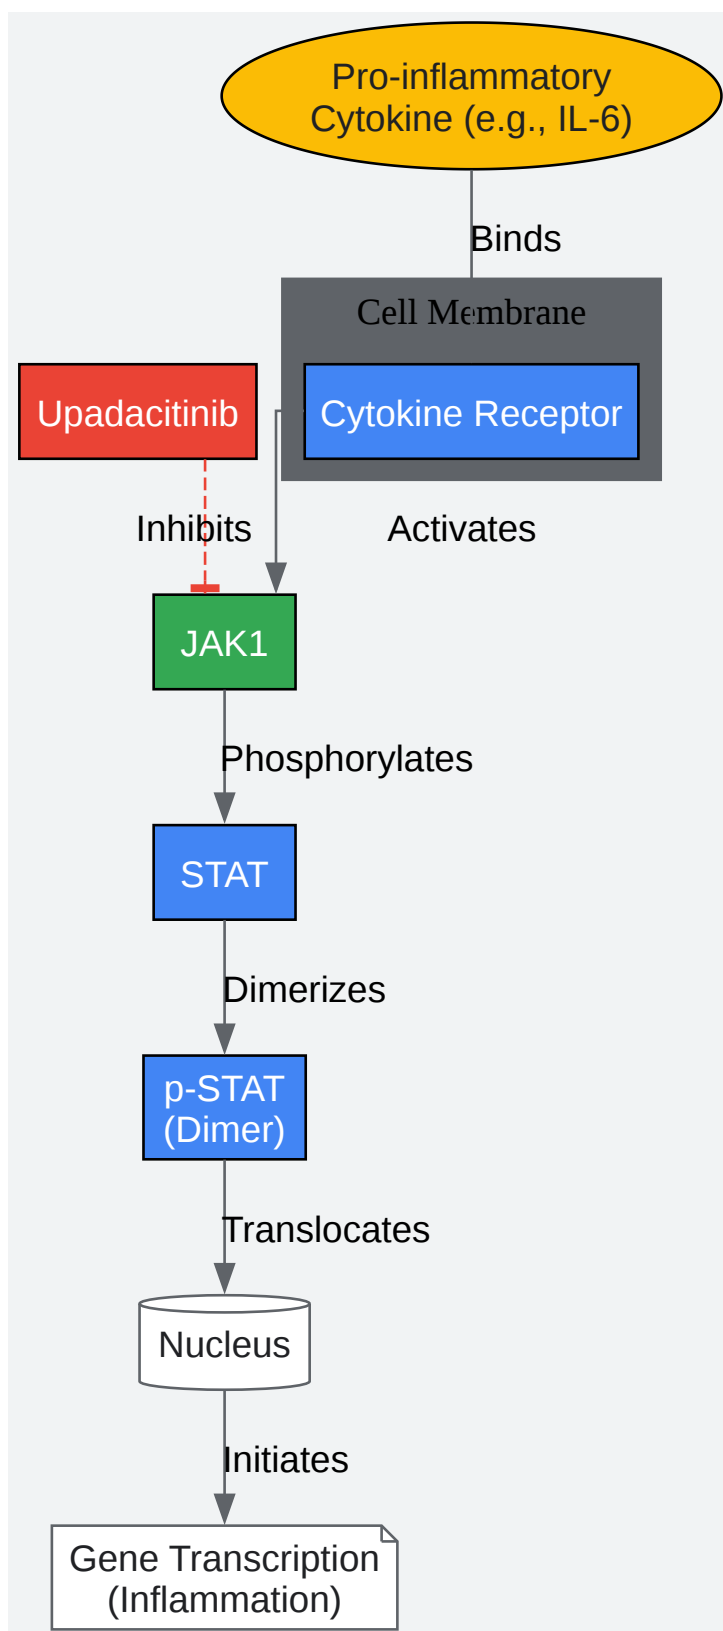 Pro-inflammatory
Cytokine (e.g., IL-6)
Binds
Cell Membrane
Upadacitinib
Cytokine Receptor
Inhibits
Activates
JAK1
Phosphorylates
STAT
Dimerizes
p-STAT
(Dimer)
Translocates
Nucleus
Initiates
Gene Transcription
(Inflammation)